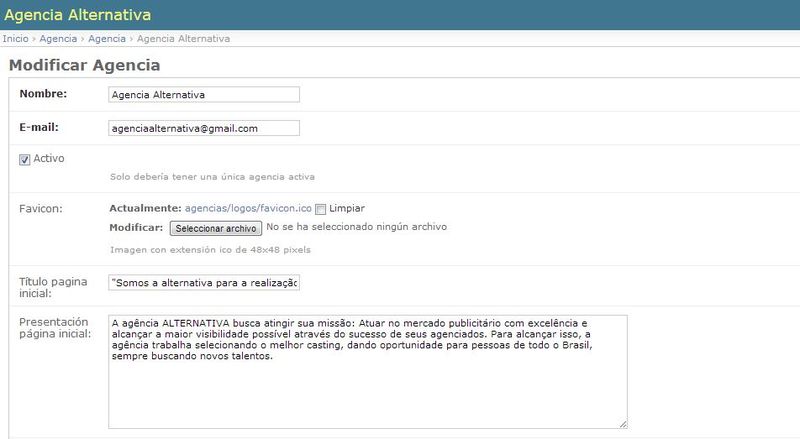 Agencia Alternativa
Inicio › Agencia › Agencia › Agencia Alternativa
Modificar Agencia
Nombre: Agencia Alternativa
E-mail: agenciaalternativa@gmail.com
Activo
Solo debería tener una única agencia activa
Favicon: Actualmente: agencias/logos/favicon.ico Limpiar
Modificar: Seleccionar archivo No se ha seleccionado ningún archivo
Imagen con extensión ico de 48x48 pixels
Título pagina
inicial: "Somos a alternativa para a realização
Presentación
página inicial:
A agência ALTERNATIVA busca atingir sua missão: Atuar no mercado publicitário com excelência e
alcançar a maior visibilidade possível através do sucesso de seus agenciados. Para alcançar isso, a
agência trabalha selecionando o melhor casting, dando oportunidade para pessoas de todo o Brasil,
sempre buscando novos talentos.